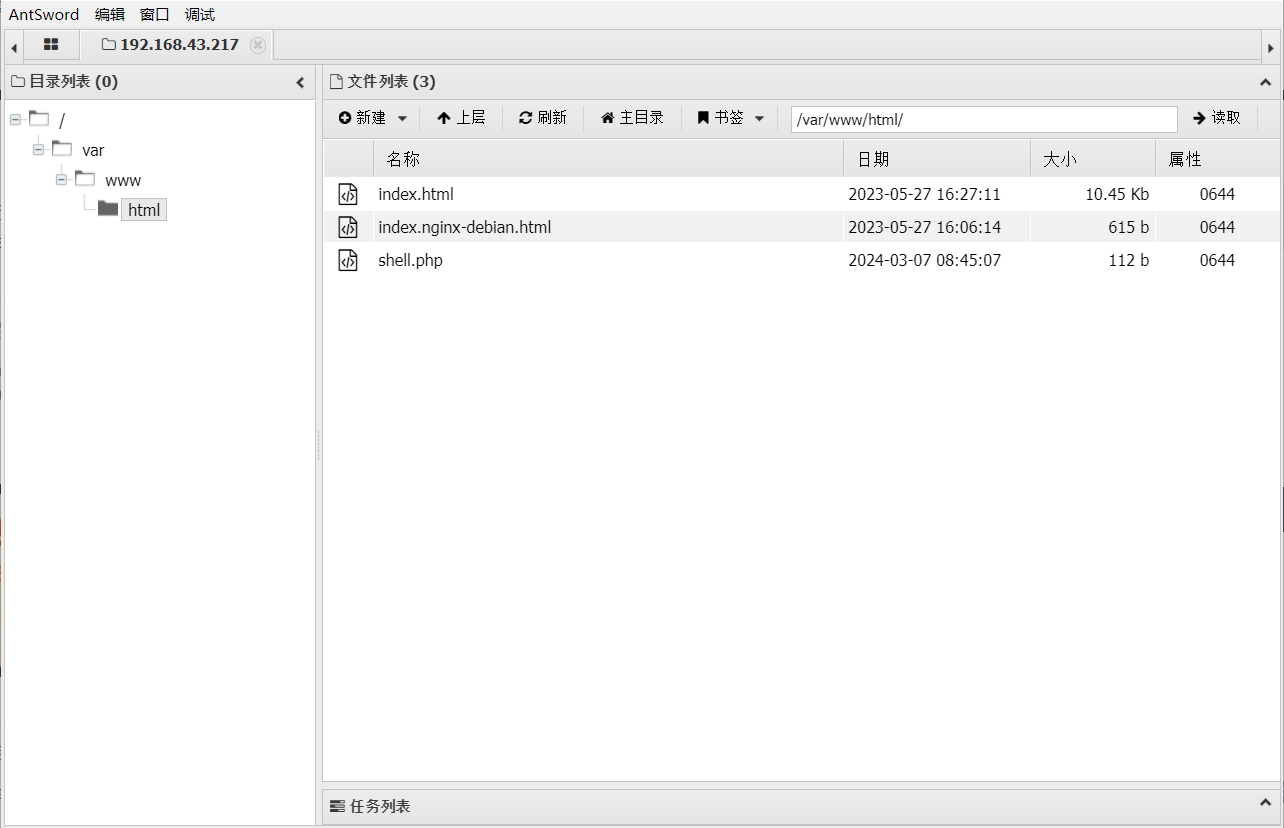 AntSword 编辑 窗口 调试
192.168.43.217
目录列表 (0)
/
var
www
html
文件列表 (3)
新建 上层 刷新 主目录 书签 /var/www/html/ 读取
名称 日期 大小 属性
index.html 2023-05-27 16:27:11 10.45 Kb 0644
index.nginx-debian.html 2023-05-27 16:06:14 615 b 0644
shell.php 2024-03-07 08:45:07 112 b 0644
任务列表